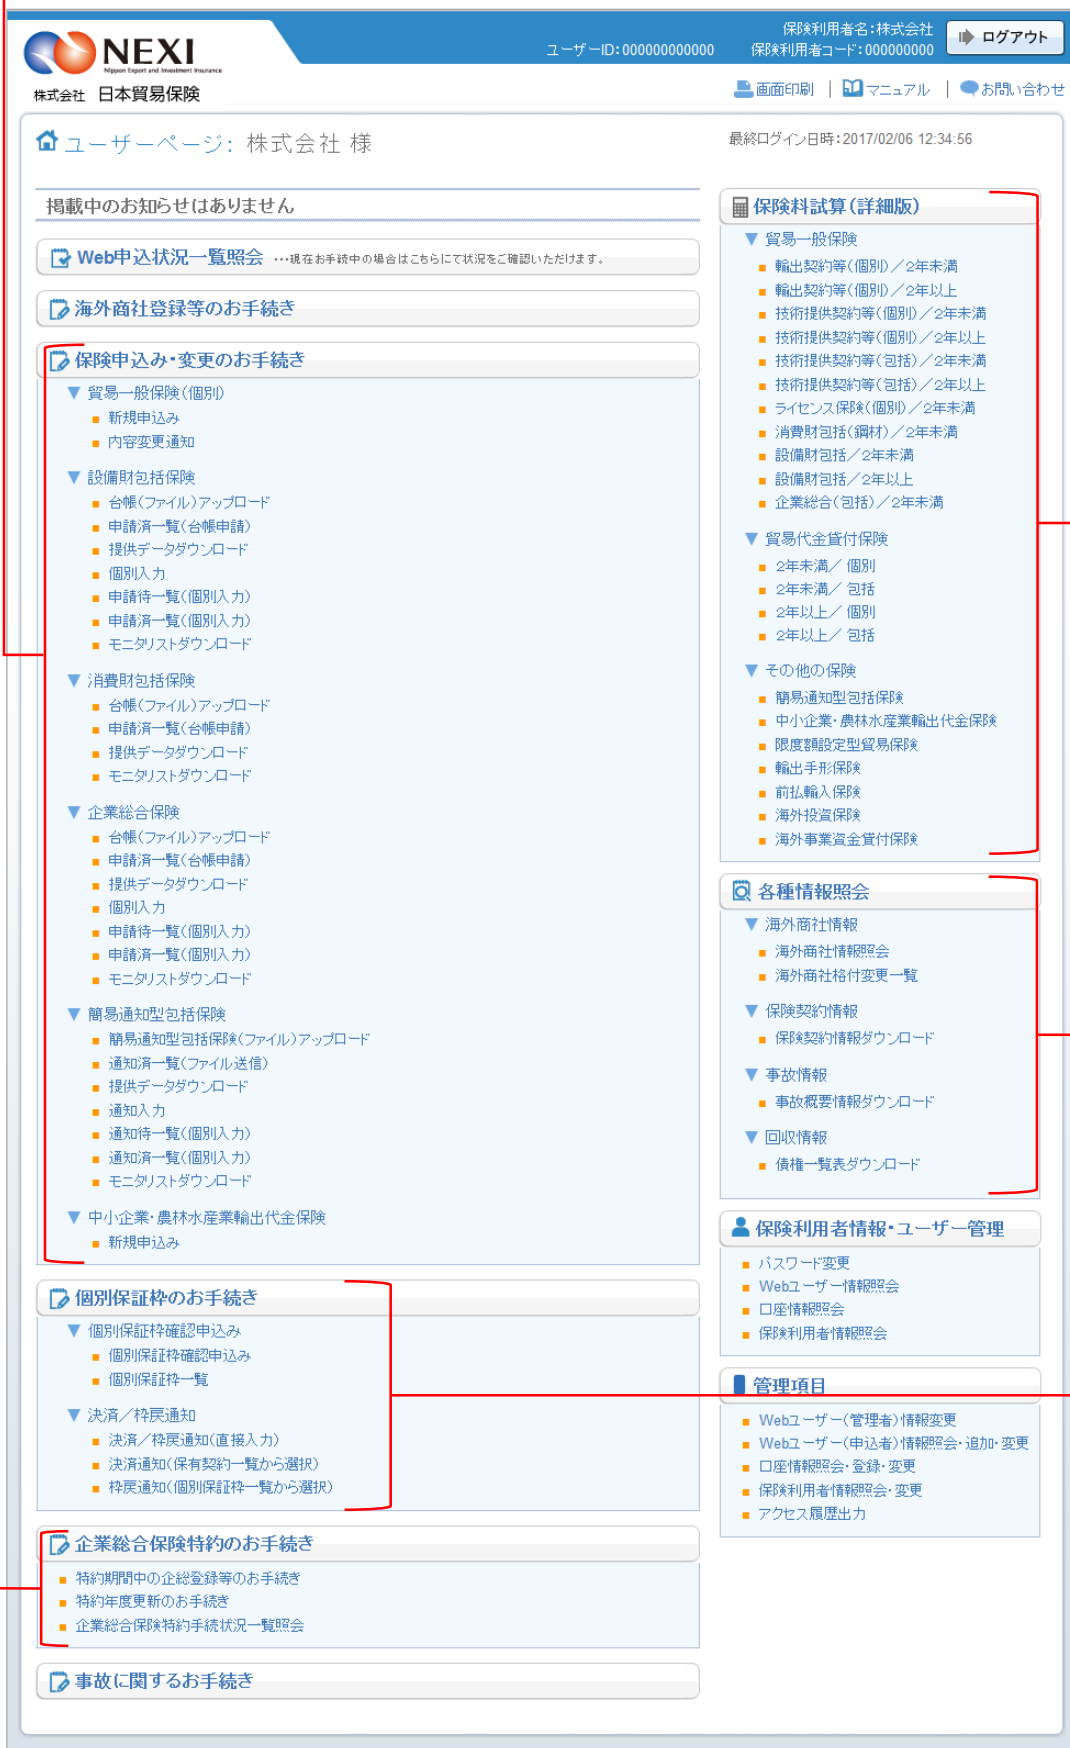 NEXI
Nippon Export and Investment Insurance
株式会社 日本貿易保険
保険利用者名:株式会社
ユーザーID:000000000000 保険利用者コード:000000000
ログアウト
画面印刷 | マニュアル | お問い合わせ
ユーザーページ: 株式会社 様
最終ログイン日時:2017/02/06 12:34:56
掲載中のお知らせはありません
Web申込状況一覧照会 …現在お手続中の場合はこちらにて状況をご確認いただけます。
海外商社登録等のお手続き
保険申込み・変更のお手続き
▼ 貿易一般保険(個別)
新規申込み
内容変更通知
▼ 設備財包括保険
台帳(ファイル)アップロード
申請済一覧(台帳申請)
提供データダウンロード
個別入力
申請待一覧(個別入力)
申請済一覧(個別入力)
モニタリストダウンロード
▼ 消費財包括保険
台帳(ファイル)アップロード
申請済一覧(台帳申請)
提供データダウンロード
モニタリストダウンロード
▼ 企業総合保険
台帳(ファイル)アップロード
申請済一覧(台帳申請)
提供データダウンロード
個別入力
申請待一覧(個別入力)
申請済一覧(個別入力)
モニタリストダウンロード
▼ 簡易通知型包括保険
簡易通知型包括保険(ファイル)アップロード
通知済一覧(ファイル送信)
提供データダウンロード
通知入力
通知待一覧(個別入力)
通知済一覧(個別入力)
モニタリストダウンロード
▼ 中小企業・農林水産業輸出代金保険
新規申込み
個別保証枠のお手続き
▼ 個別保証枠確認申込み
個別保証枠確認申込み
個別保証枠一覧
▼ 決済/枠戻通知
決済/枠戻通知(直接入力)
決済通知(保有契約一覧から選択)
枠戻通知(個別保証枠一覧から選択)
企業総合保険特約のお手続き
特約期間中の企総登録等のお手続き
特約年度更新のお手続き
企業総合保険特約手続状況一覧照会
事故に関するお手続き
保険料試算(詳細版)
▼ 貿易一般保険
輸出契約等(個別)/2年未満
輸出契約等(個別)/2年以上
技術提供契約等(個別)/2年未満
技術提供契約等(個別)/2年以上
技術提供契約等(包括)/2年未満
技術提供契約等(包括)/2年以上
ライセンス保険(個別)/2年未満
消費財包括(鋼材)/2年未満
設備財包括/2年未満
設備財包括/2年以上
企業総合(包括)/2年未満
▼ 貿易代金貸付保険
2年未満/ 個別
2年未満/ 包括
2年以上/ 個別
2年以上/ 包括
▼ その他の保険
簡易通知型包括保険
中小企業・農林水産業輸出代金保険
限度額設定型貿易保険
輸出手形保険
前払輸入保険
海外投資保険
海外事業資金貸付保険
各種情報照会
▼ 海外商社情報
海外商社情報照会
海外商社格付変更一覧
▼ 保険契約情報
保険契約情報ダウンロード
▼ 事故情報
事故概要情報ダウンロード
▼ 回収情報
債権一覧表ダウンロード
保険利用者情報・ユーザー管理
パスワード変更
Webユーザー情報照会
口座情報照会
保険利用者情報照会
管理項目
Webユーザー(管理者)情報変更
Webユーザー(申込者)情報照会・追加・変更
口座情報照会・登録・変更
保険利用者情報照会・変更
アクセス履歴出力